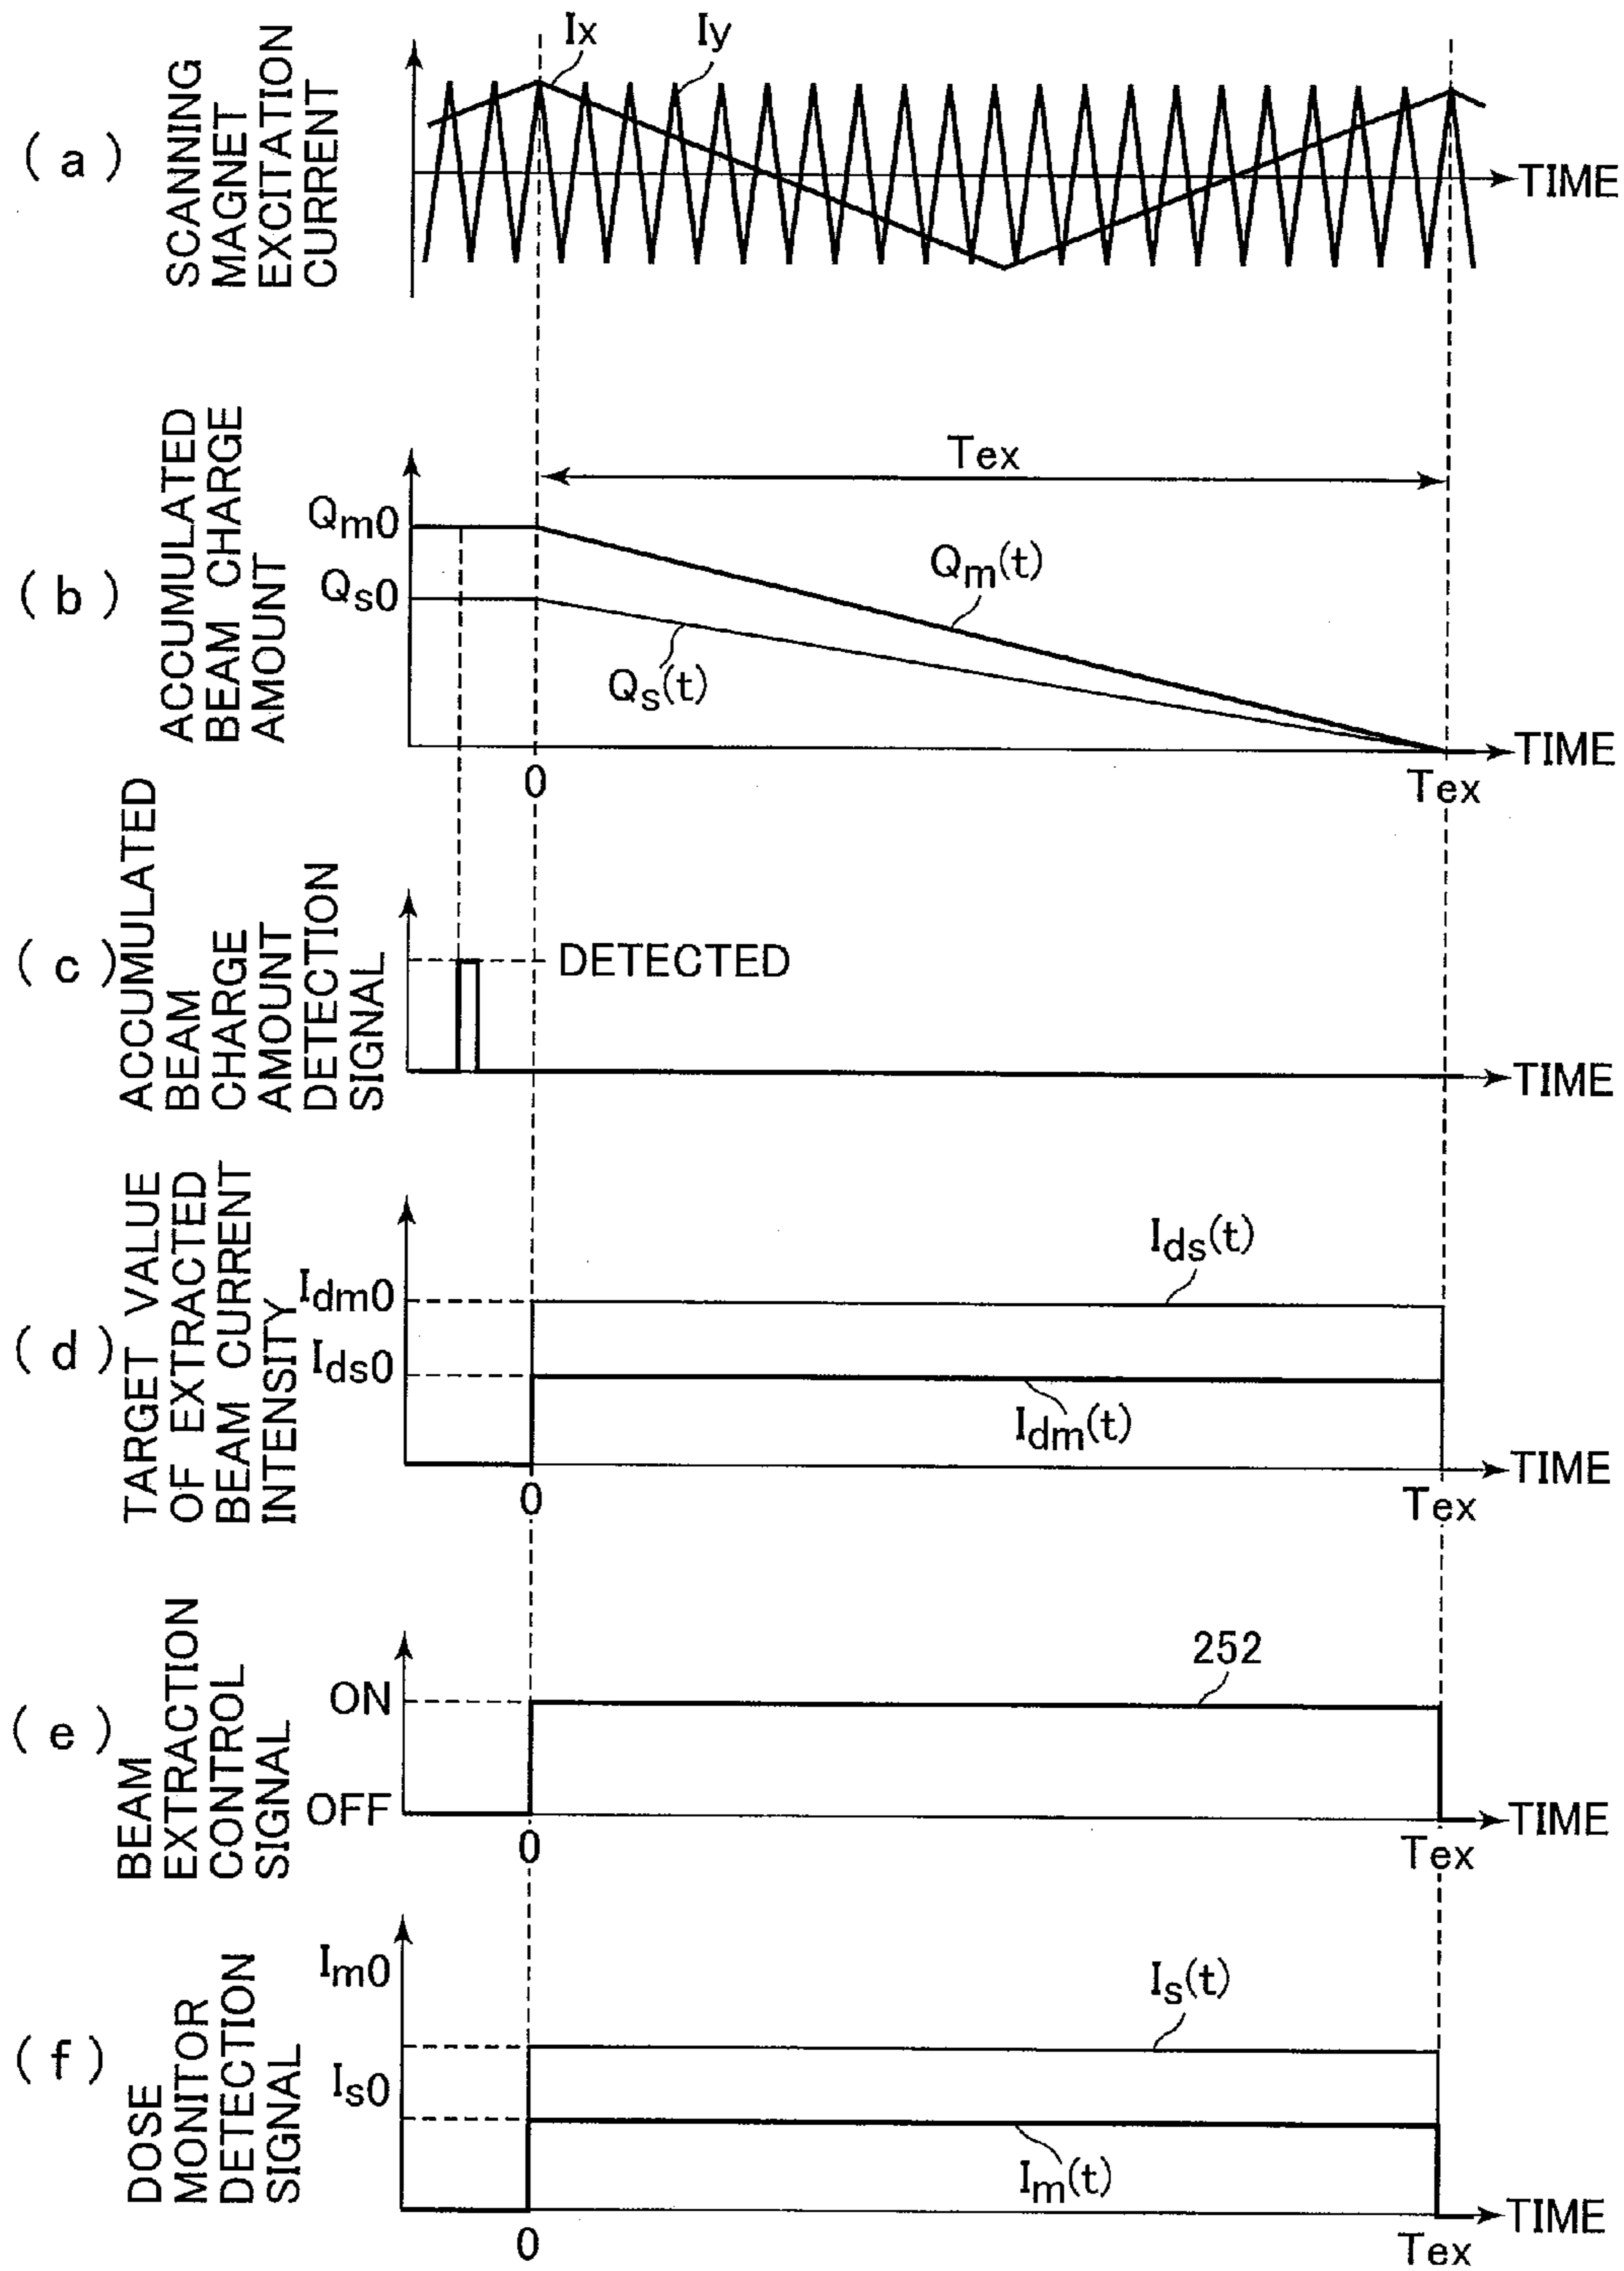 ( a )
SCANNING
MAGNET
EXCITATION
CURRENT
Ix
Iy
TIME
( b )
ACCUMULATED
BEAM CHARGE
AMOUNT
Tex
Qm0
Qs0
Qm(t)
Qs(t)
TIME
0
Tex
( c )
ACCUMULATED
BEAM
CHARGE
AMOUNT
DETECTION
SIGNAL
DETECTED
TIME
( d )
TARGET VALUE
OF EXTRACTED
BEAM CURRENT
INTENSITY
Ids(t)
Idm0
Ids0
Idm(t)
TIME
0
Tex
( e )
BEAM
EXTRACTION
CONTROL
SIGNAL
252
ON
OFF
TIME
0
Tex
( f )
DOSE
MONITOR
DETECTION
SIGNAL
Im0
Is(t)
Is0
Im(t)
TIME
0
Tex